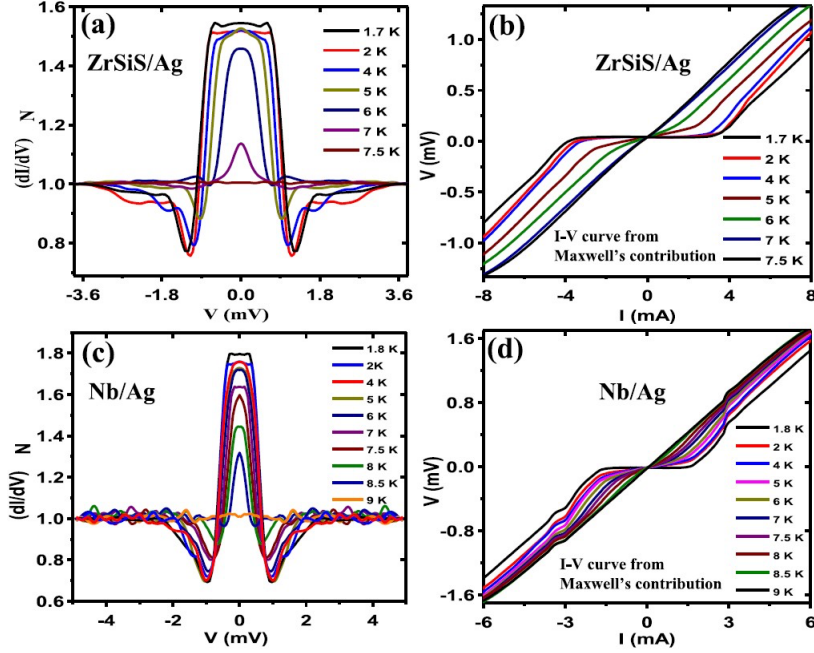 (a)
ZrSiS/Ag
1.7 K
2 K
4 K
5 K
6 K
7 K
7.5 K
1.6
1.4
1.2
1.0
0.8
(dI/dV) N
-3.6
-1.8
0.0
1.8
3.6
V (mV)
(b)
ZrSiS/Ag
1.7 K
2 K
4 K
5 K
6 K
7 K
7.5 K
I-V curve from
Maxwell's contribution
1.0
0.5
0.0
-0.5
-1.0
V (mV)
-8
-4
0
4
8
I (mA)
(c)
Nb/Ag
1.8 K
2K
4 K
5 K
6 K
7 K
7.5 K
8 K
8.5 K
9 K
1.8
1.6
1.4
1.2
1.0
0.8
0.6
(dI/dV) N
-4
-2
0
2
4
V (mV)
(d)
Nb/Ag
1.8 K
2 K
4 K
5 K
6 K
7 K
7.5 K
8 K
8.5 K
9 K
I-V curve from
Maxwell's contribution
1.6
0.8
0.0
-0.8
-1.6
V (mV)
-6
-3
0
3
6
I (mA)